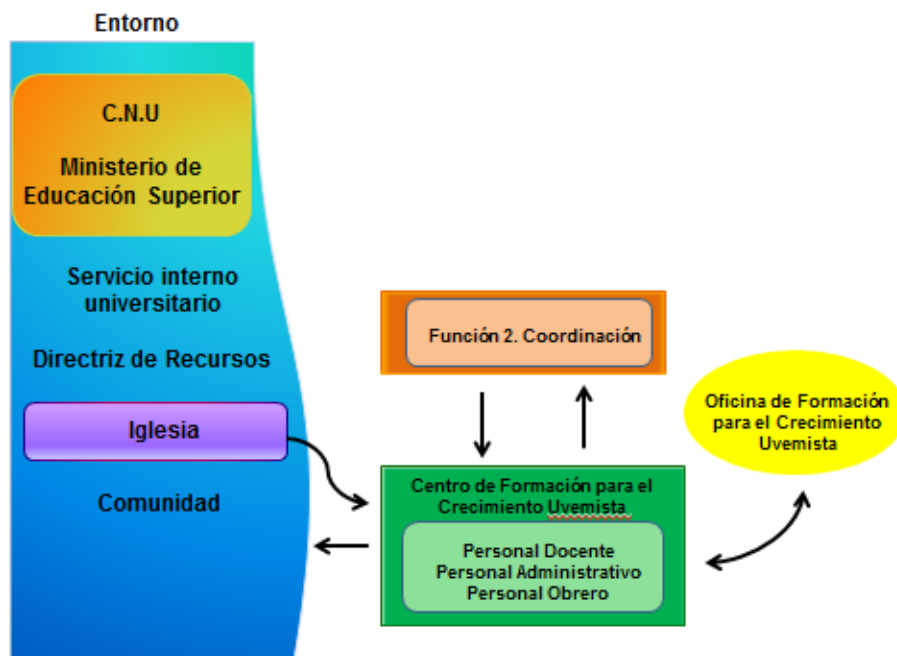 Entorno
C.N.U
Ministerio de
Educación Superior
Servicio interno
universitario
Directriz de Recursos
Iglesia
Comunidad
Función 2. Coordinación
Centro de Formación para el
Crecimiento Uvemista
Personal Docente
Personal Administrativo
Personal Obrero
Oficina de Formación
para el Crecimiento
Uvemista